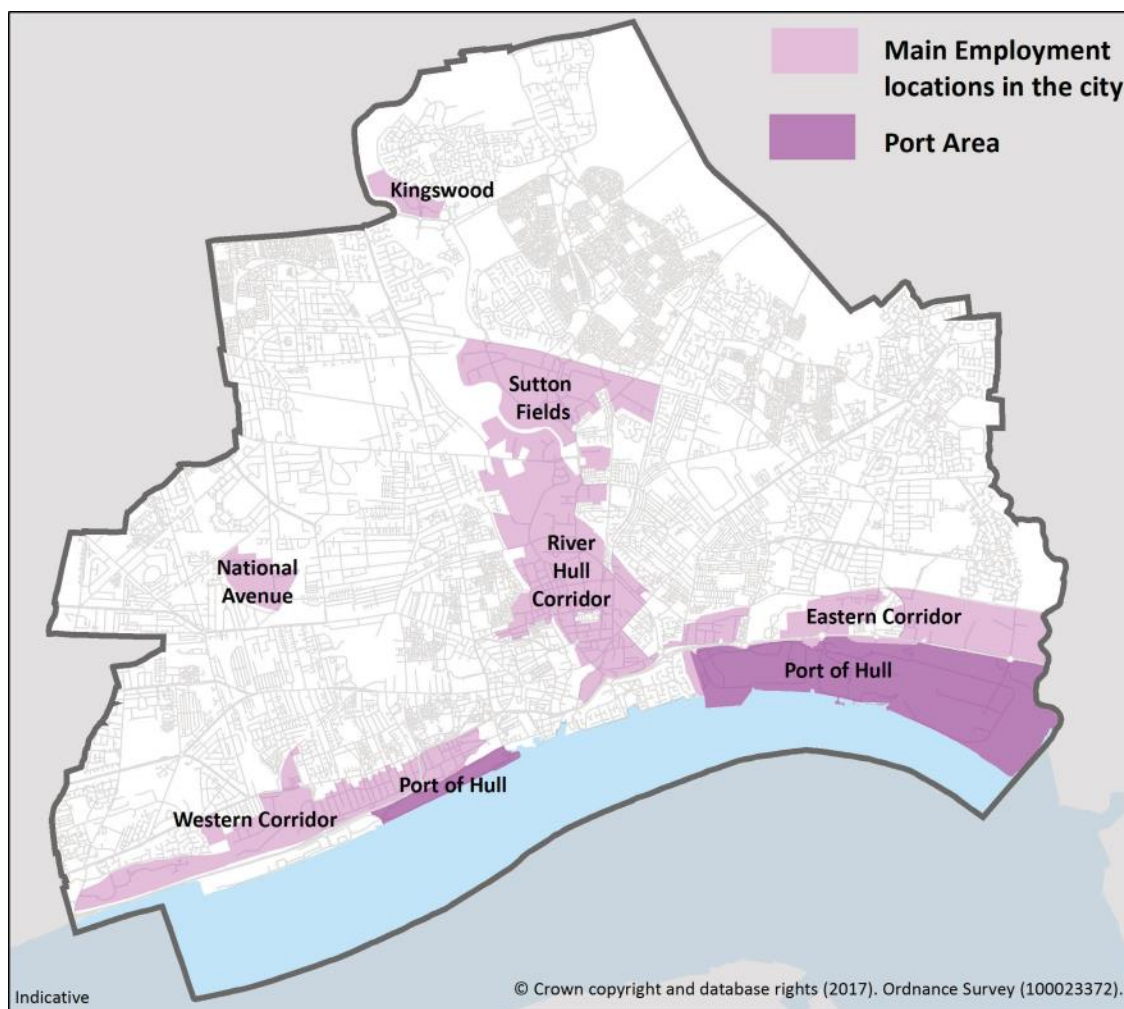 Main Employment
locations in the city
Port Area
Kingswood
Sutton
Fields
River
Hull
Corridor
National
Avenue
Eastern Corridor
Port of Hull
Port of Hull
Western Corridor
Indicative
© Crown copyright and database rights (2017). Ordnance Survey (100023372).